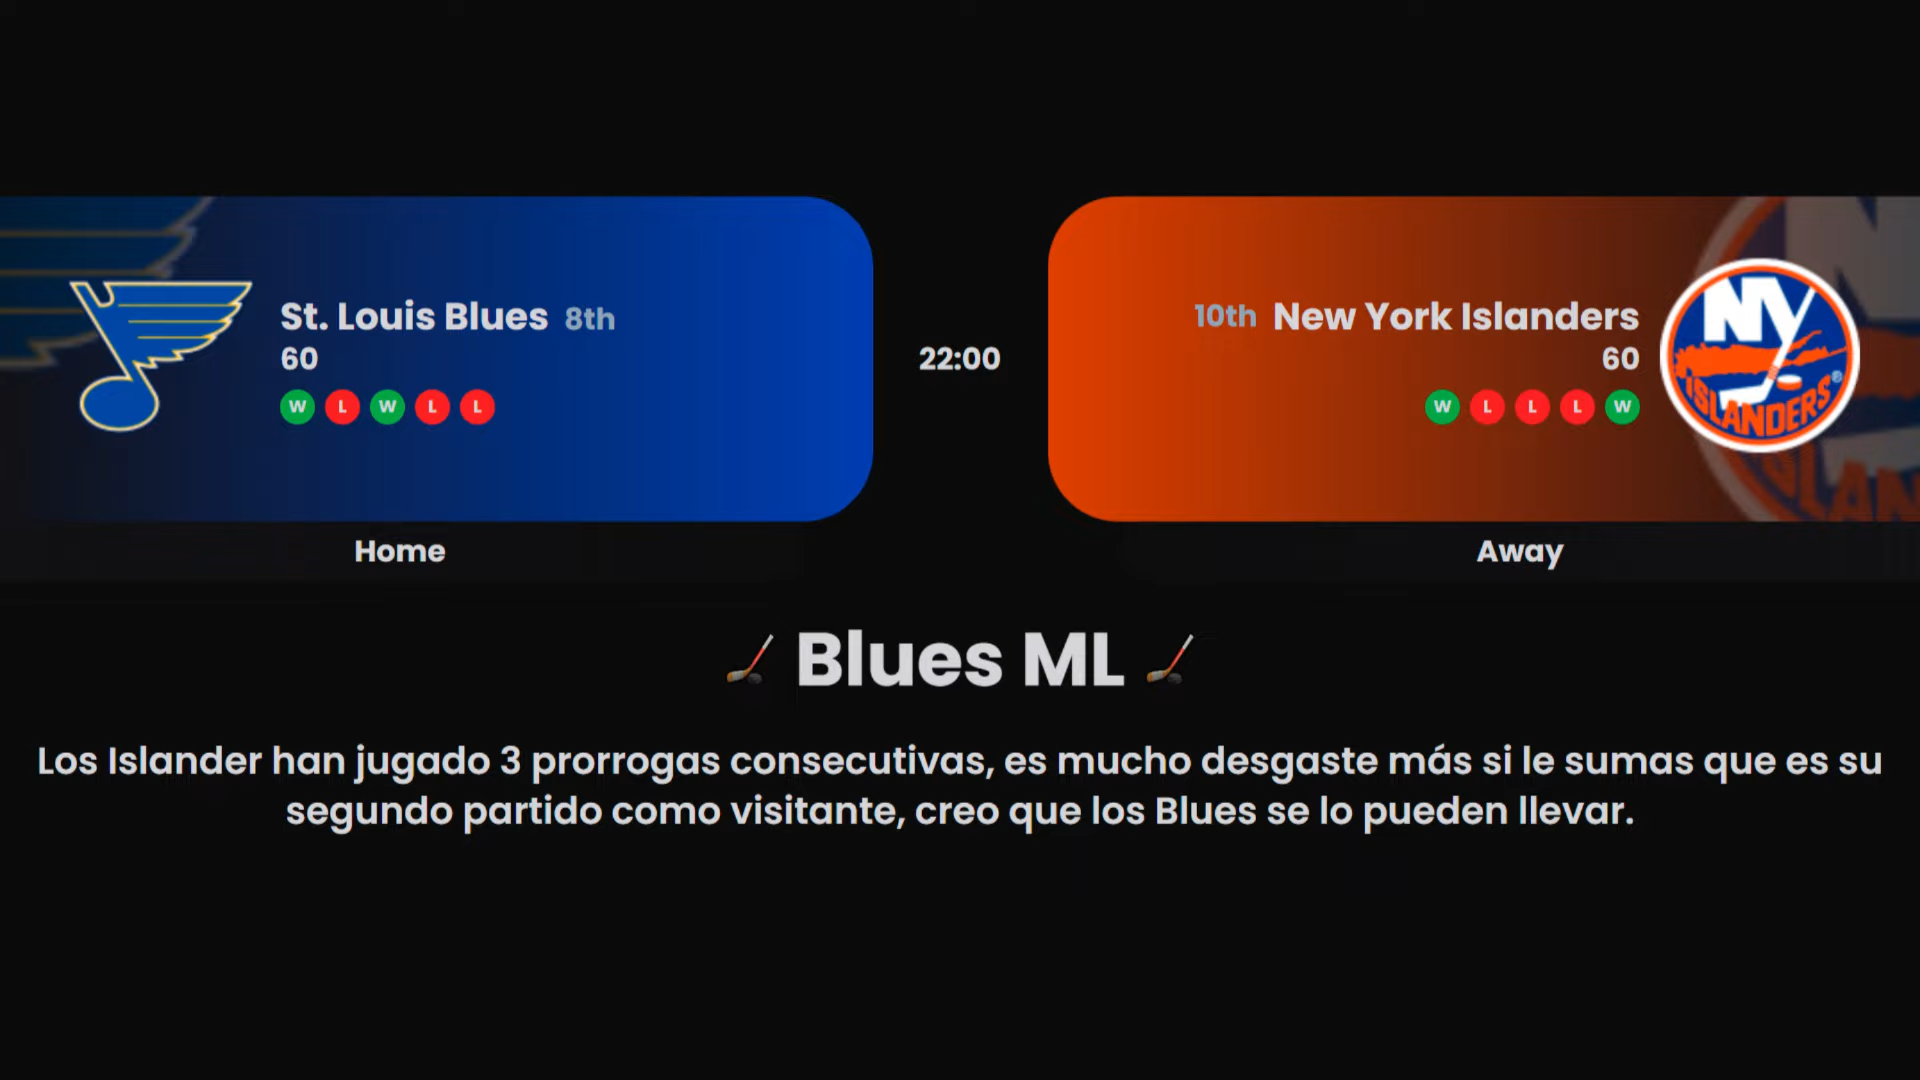 St. Louis Blues 8th
60
W L W L L
22:00
10th New York Islanders
60
W L L L W
NY
ISLANDERS
Home
Away
Blues ML
Los Islander han jugado 3 prorrogas consecutivas, es mucho desgaste más si le sumas que es su
segundo partido como visitante, creo que los Blues se lo pueden llevar.